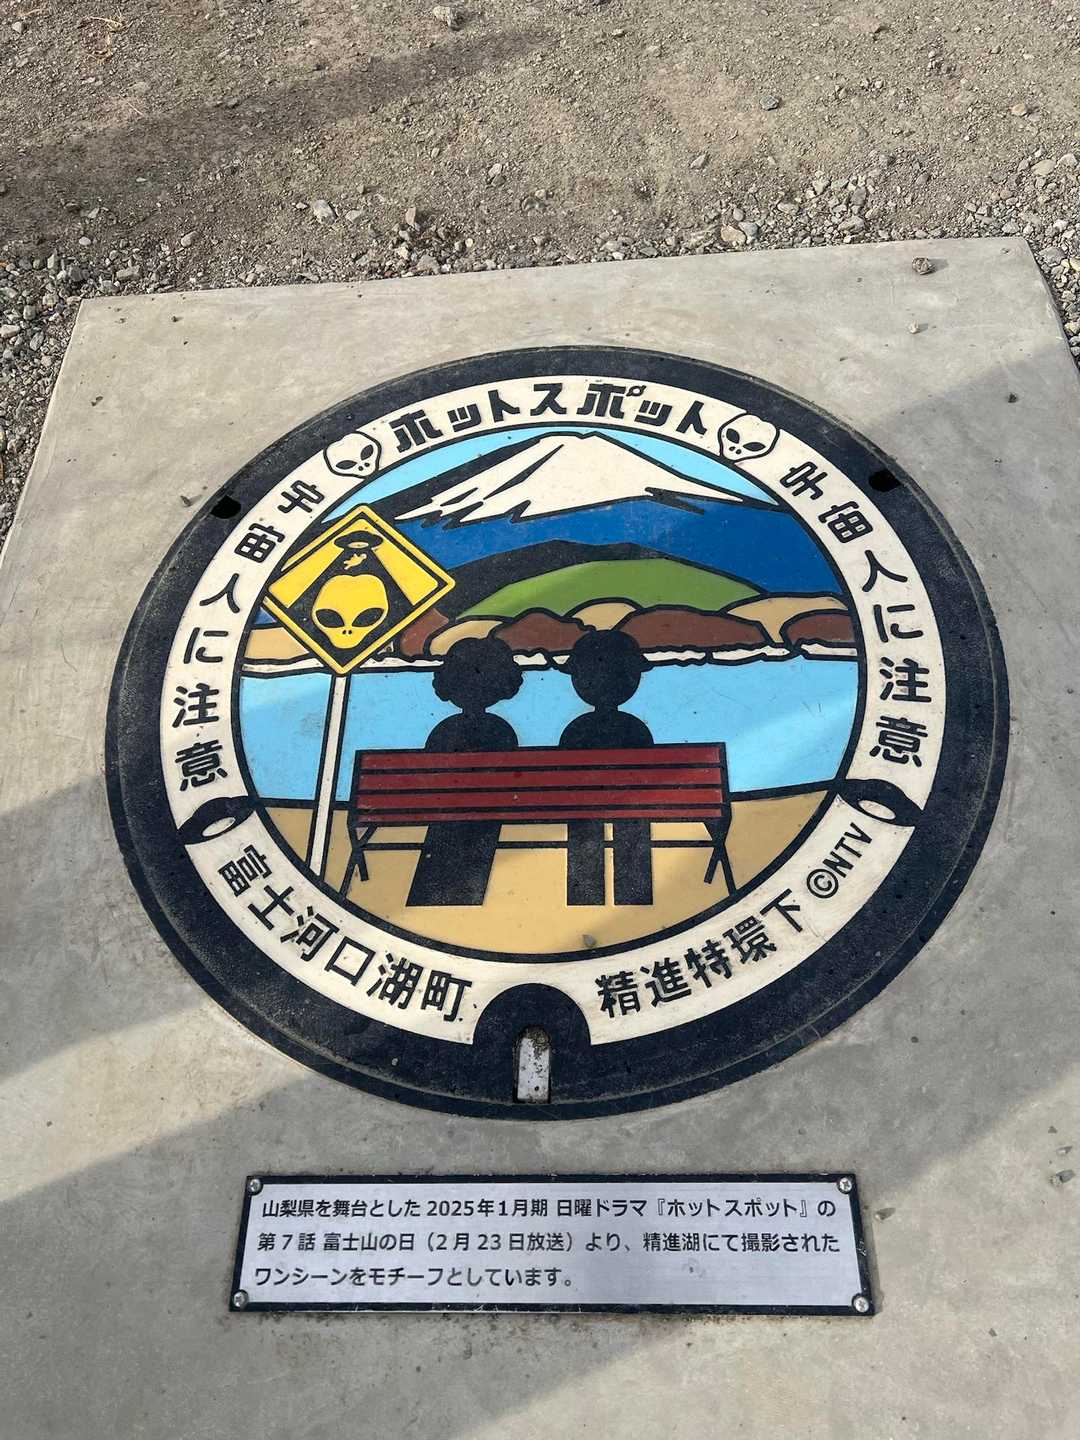 ホットスポット
宇宙人に注意
宇宙人に注意
富士河口湖町
精進特環下 ©NTV
山梨県を舞台とした2025年1月期 日曜ドラマ『ホットスポット』の
第7話 富士山の日（2月23日放送）より、精進湖にて撮影された
ワンシーンをモチーフとしています。